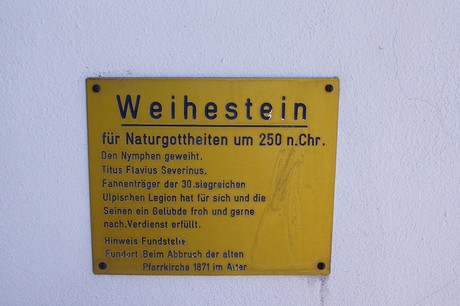 Weihestein
für Naturgottheiten um 250 n.Chr.
Den Nymphen geweiht.
Titus Flavius Severinus,
Fahnenträger der 30.siegreichen
Ulpischen Legion hat für sich und die
Seinen ein Gelübde froh und gerne
nach Verdienst erfüllt.
Hinweis Fundstelle
Fundort Beim Abbruch der alten
Pfarrkirche 1871 im Alter